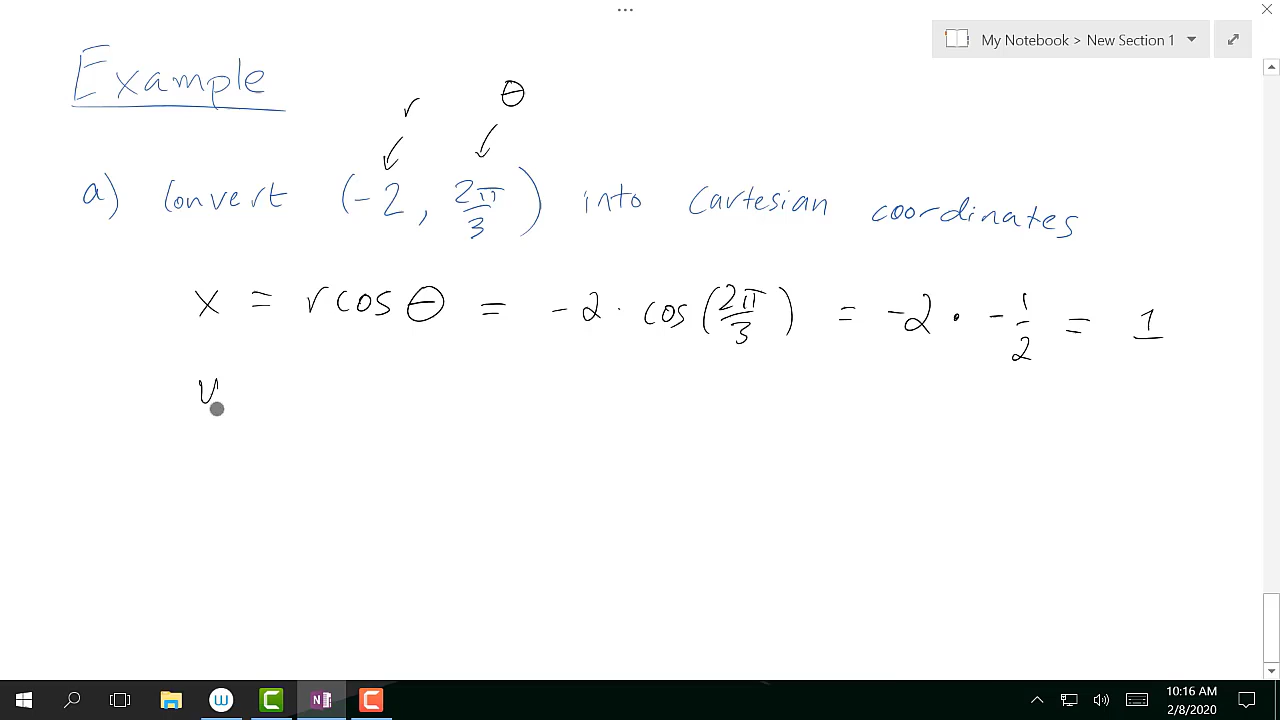 My Notebook > New Section 1
Example
r θ
a) Convert (-2, 2π/3) into Cartesian coordinates
x = r cos θ = -2 · cos(2π/3) = -2 · -1/2 = 1
10:16 AM
2/8/2020